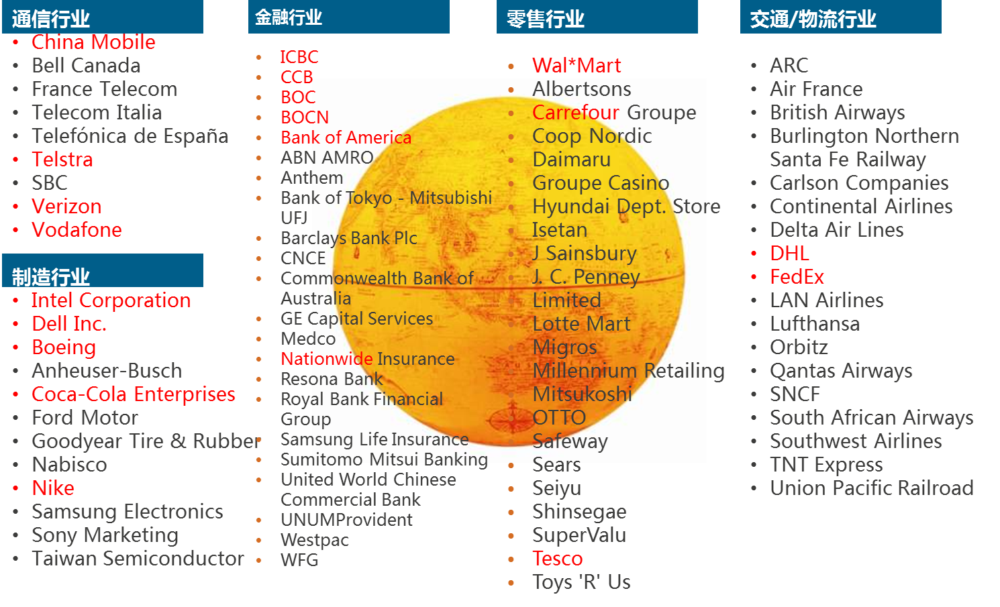 通信行业
• China Mobile
• Bell Canada
• France Telecom
• Telecom Italia
• Telefónica de España
• Telstra
• SBC
• Verizon
• Vodafone
制造行业
• Intel Corporation
• Dell Inc.
• Boeing
• Anheuser-Busch
• Coca-Cola Enterprises
• Ford Motor
• Goodyear Tire & Rubber
• Nabisco
• Nike
• Samsung Electronics
• Sony Marketing
• Taiwan Semiconductor
金融行业
• ICBC
• CCB
• BOC
• BOCN
• Bank of America
• ABN AMRO
• Anthem
• Bank of Tokyo - Mitsubishi
UFJ
• Barclays Bank Plc
• CNCE
• Commonwealth Bank of
Australia
• GE Capital Services
• Medco
• Nationwide Insurance
• Resona Bank
• Royal Bank Financial
Group
• Samsung Life Insurance
• Sumitomo Mitsui Banking
• United World Chinese
Commercial Bank
• UNUMProvident
• Westpac
• WFG
零售行业
• Wal*Mart
• Albertsons
• Carrefour Groupe
• Coop Nordic
• Daimaru
• Groupe Casino
• Hyundai Dept. Store
• Isetan
• J Sainsbury
• J. C. Penney
• Limited
• Lotte Mart
• Migros
• Millennium Retailing
• Mitsukoshi
• OTTO
• Safeway
• Sears
• Seiyu
• Shinsegae
• SuperValu
• Tesco
• Toys 'R' Us
交通/物流行业
• ARC
• Air France
• British Airways
• Burlington Northern
Santa Fe Railway
• Carlson Companies
• Continental Airlines
• Delta Air Lines
• DHL
• FedEx
• LAN Airlines
• Lufthansa
• Orbitz
• Qantas Airways
• SNCF
• South African Airways
• Southwest Airlines
• TNT Express
• Union Pacific Railroad